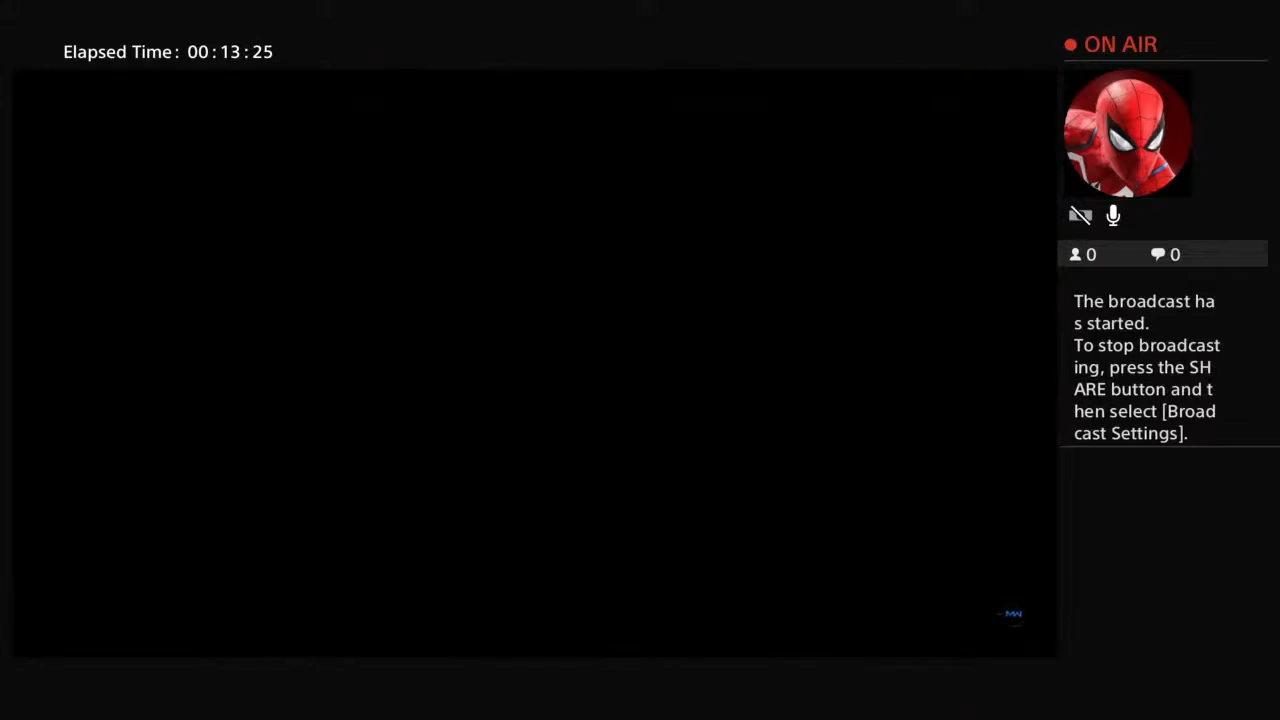 Elapsed Time: 00:13:25
ON AIR
0
0
The broadcast ha
s started.
To stop broadcast
ing, press the SH
ARE button and t
hen select [Broad
cast Settings].
MW